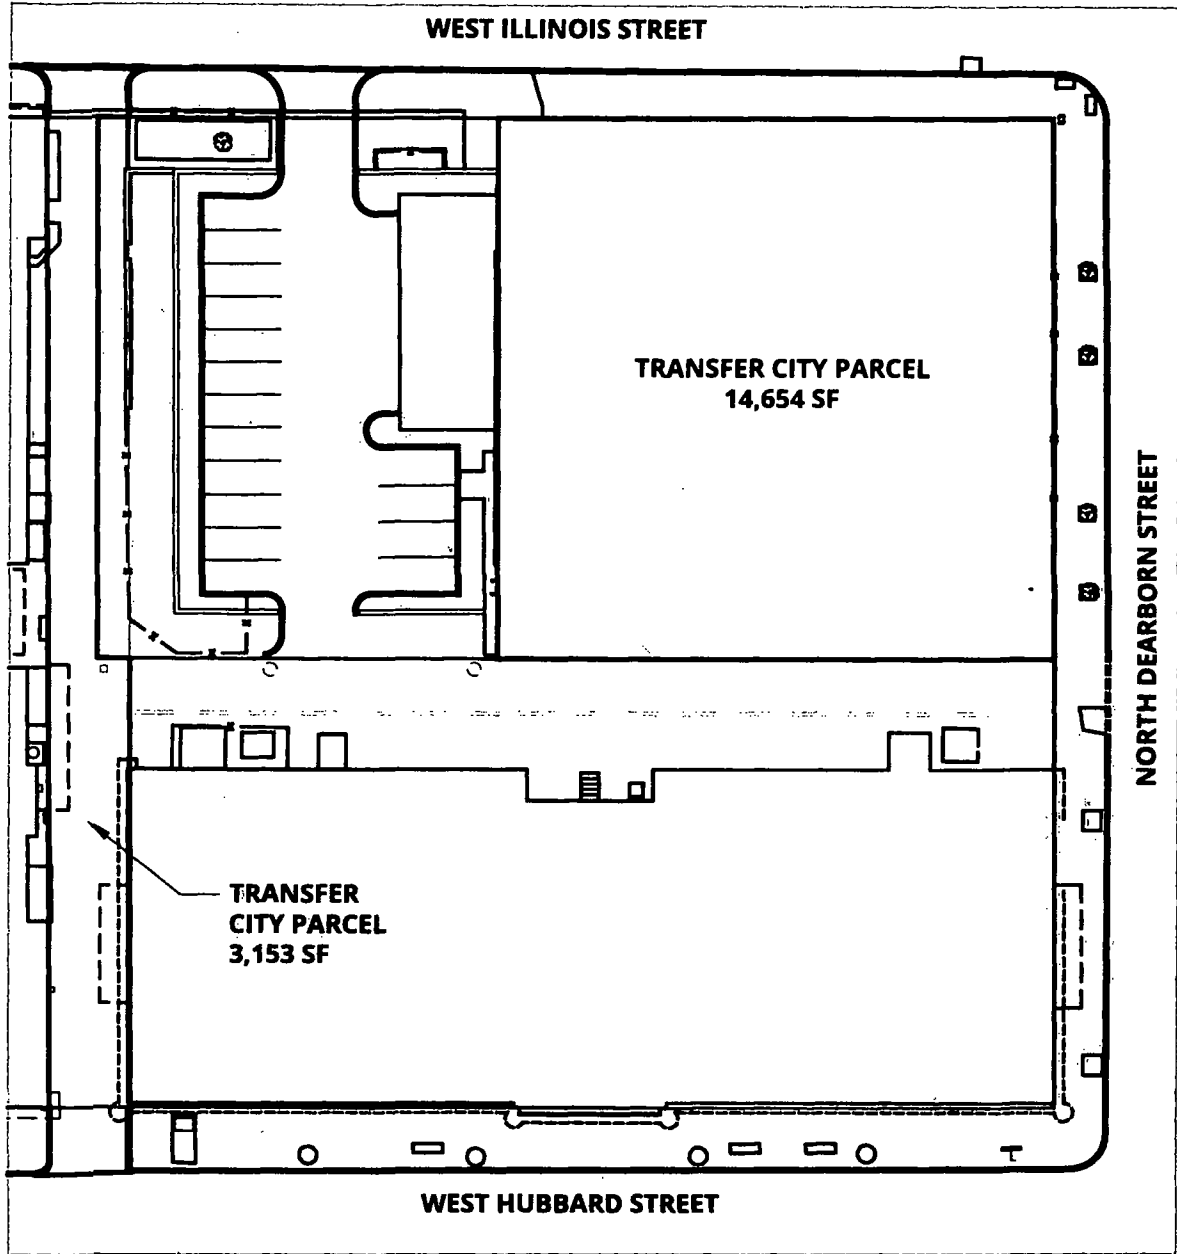 WEST ILLINOIS STREET
TRANSFER CITY PARCEL
14,654 SF
NORTH DEARBORN STREET
TRANSFER
CITY PARCEL
3,153 SF
WEST HUBBARD STREET